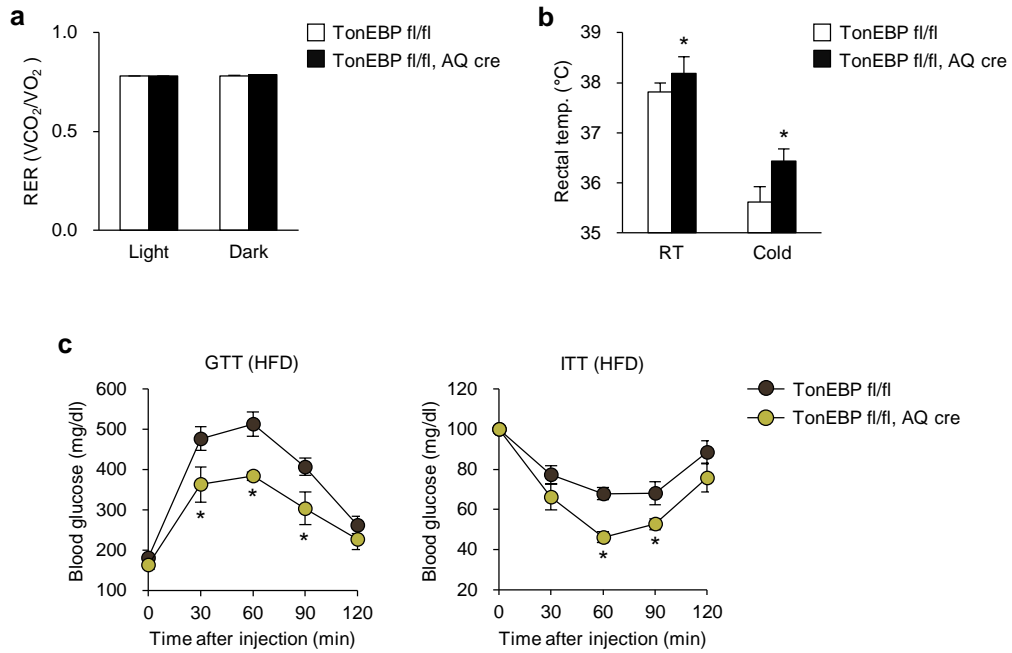 a
1.0
0.5
0.0
RER (VCO₂/VO₂ )
Light
Dark
TonEBP fl/fl
TonEBP fl/fl, AQ cre
b
39
38
37
36
35
Rectal temp. (°C)
*
*
RT
Cold
TonEBP fl/fl
TonEBP fl/fl, AQ cre
c
GTT (HFD)
600
500
400
300
200
100
Blood glucose (mg/dl)
*
*
*
0 30 60 90 120
Time after injection (min)
ITT (HFD)
120
100
80
60
40
20
Blood glucose (mg/dl)
*
*
0 30 60 90 120
Time after injection (min)
TonEBP fl/fl
TonEBP fl/fl, AQ cre